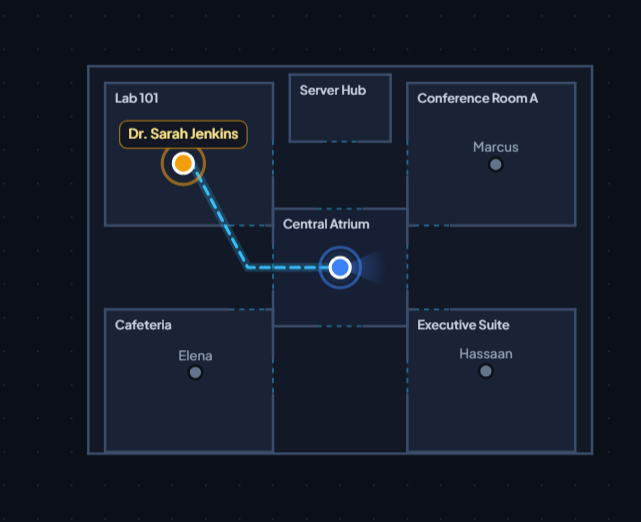 Lab 101
Server Hub
Conference Room A
Dr. Sarah Jenkins
Marcus
Central Atrium
Cafeteria
Executive Suite
Elena
Hassaan